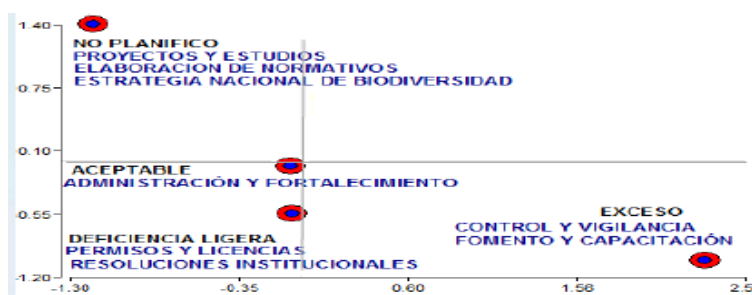 1.40
NO PLANIFICO
PROYECTOS Y ESTUDIOS
ELABORACION DE NORMATIVOS
ESTRATEGIA NACIONAL DE BIODIVERSIDAD
0.75
0.10
ACEPTABLE
ADMINISTRACIÓN Y FORTALECIMIENTO
-0.55
EXCESO
CONTROL Y VIGILANCIA
FOMENTO Y CAPACITACIÓN
DEFICIENCIA LIGERA
PERMISOS Y LICENCIAS
RESOLUCIONES INSTITUCIONALES
-1.20
-1.30 -0.35 0.60 1.56 2.5